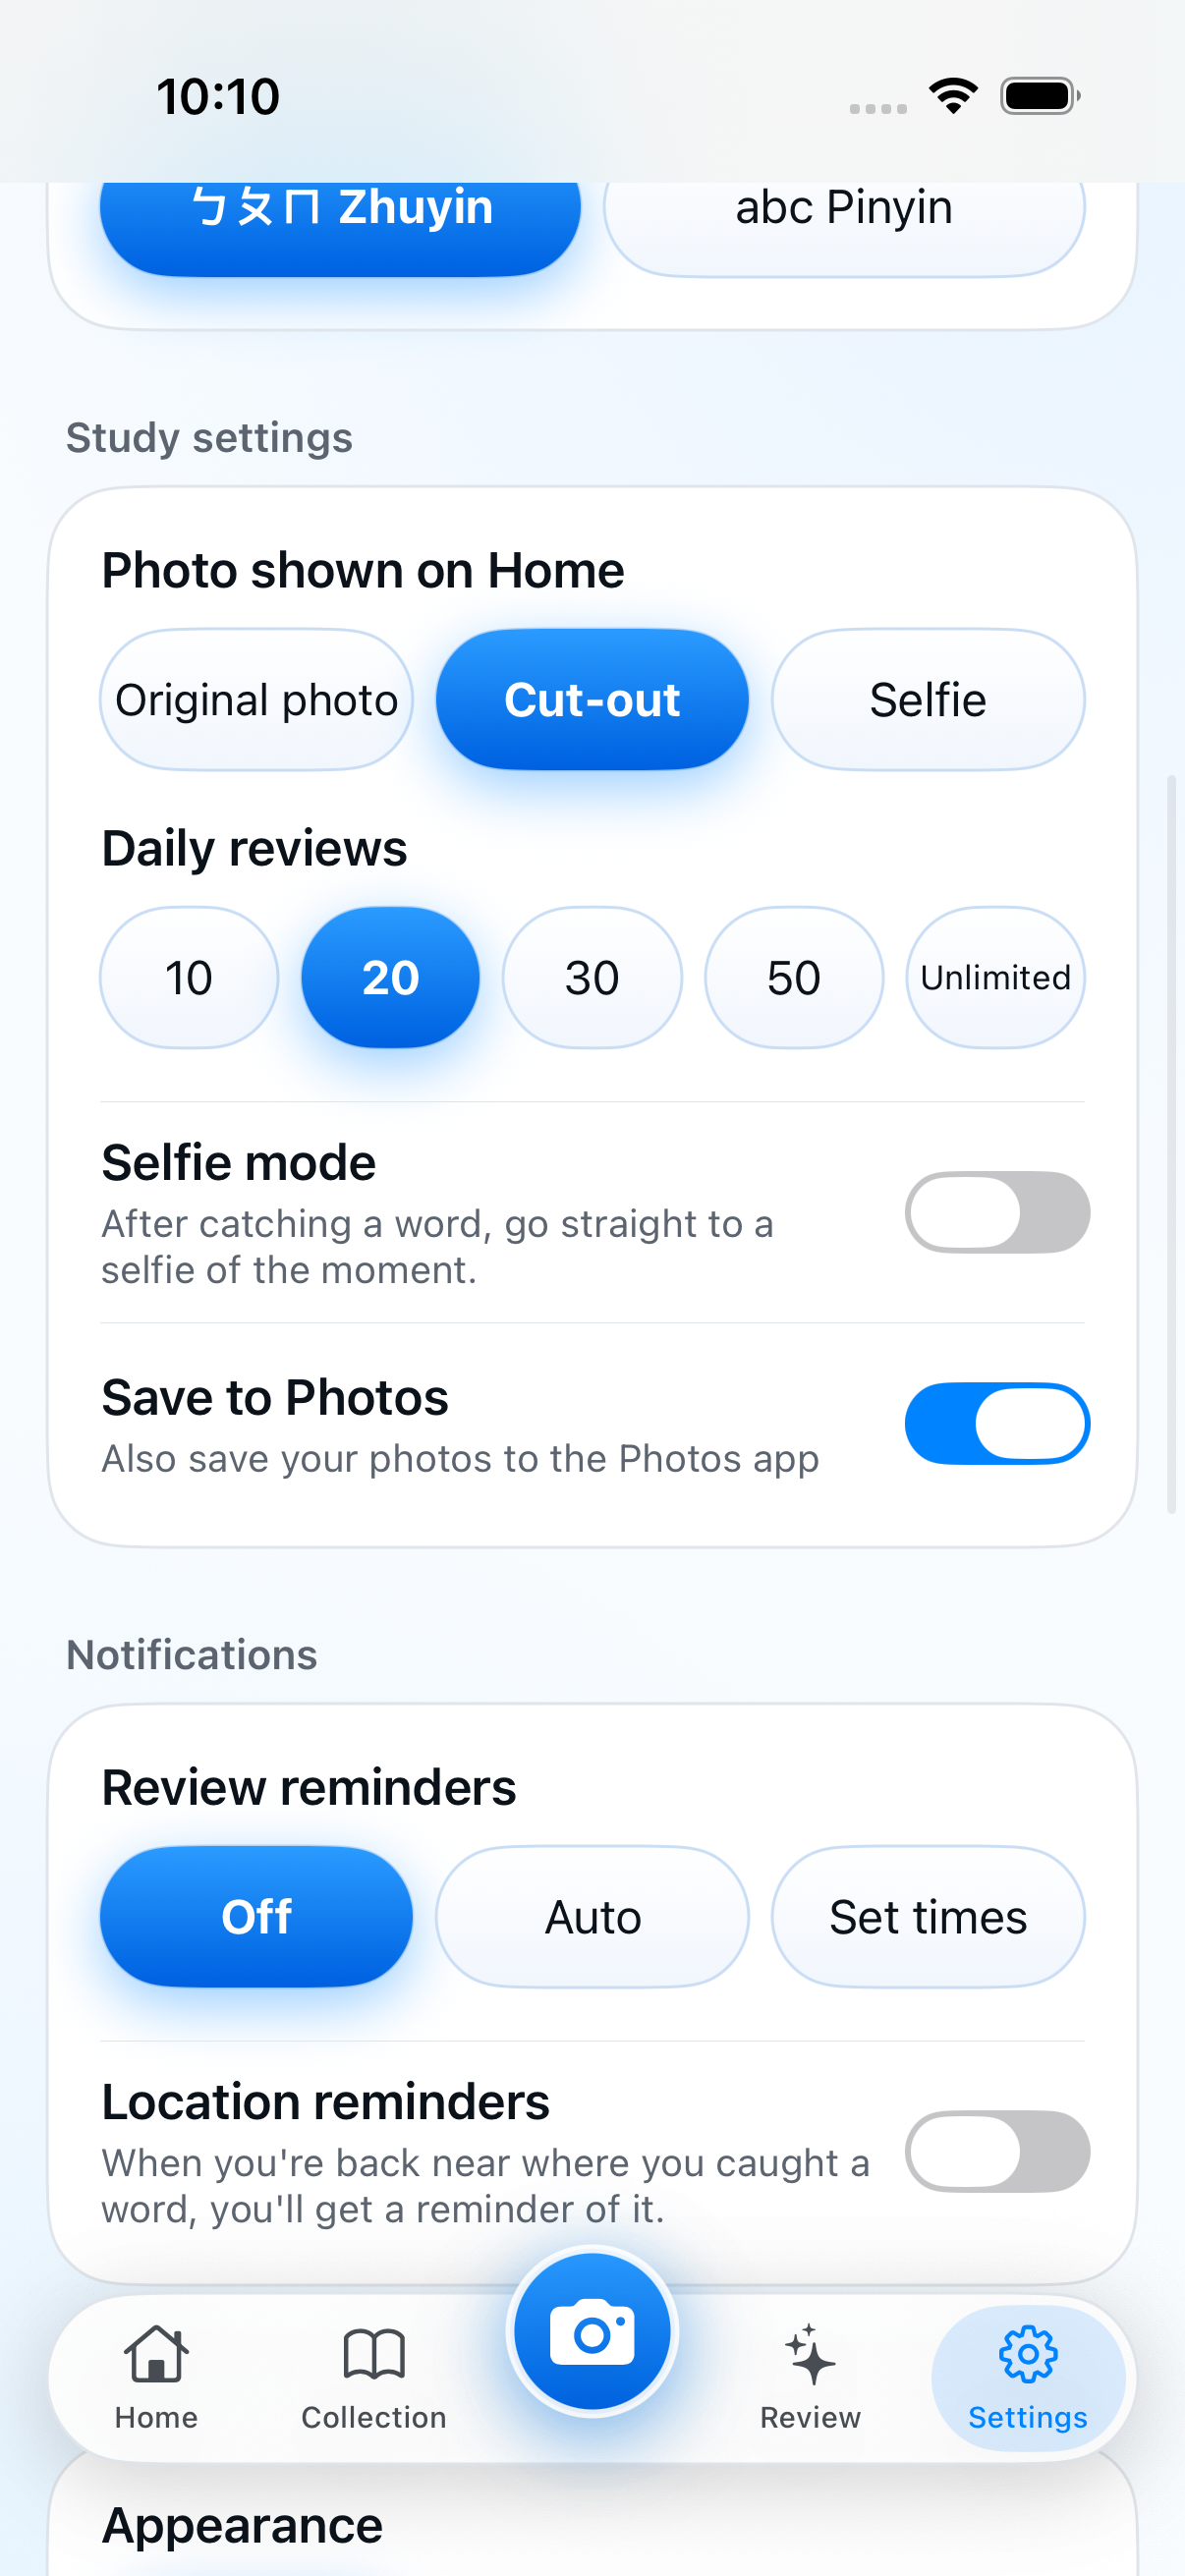 10:10
ㄅㄆㄇ Zhuyin
abc Pinyin
Study settings
Photo shown on Home
Original photo
Cut-out
Selfie
Daily reviews
10
20
30
50
Unlimited
Selfie mode
After catching a word, go straight to a
selfie of the moment.
Save to Photos
Also save your photos to the Photos app
Notifications
Review reminders
Off
Auto
Set times
Location reminders
When you're back near where you caught a
word, you'll get a reminder of it.
Home
Collection
Review
Settings
Appearance